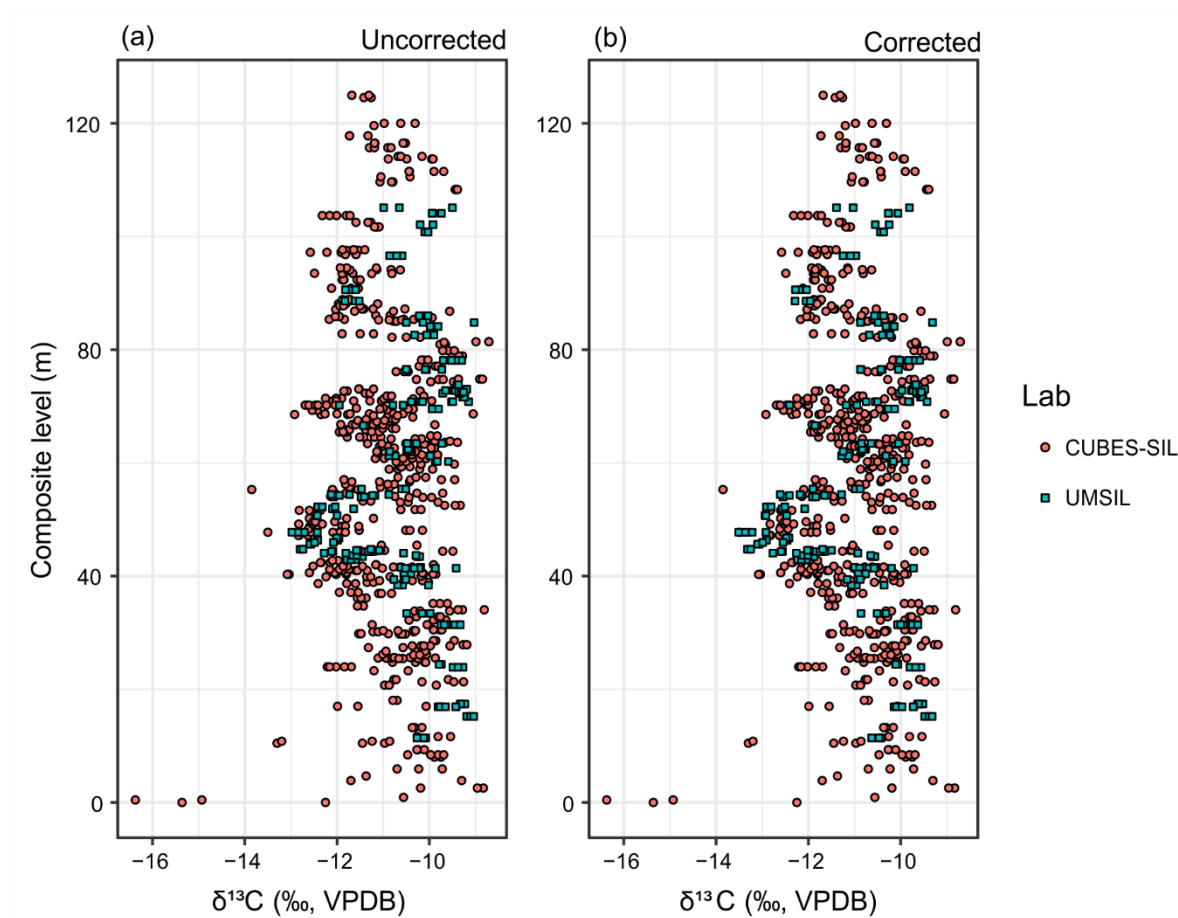 (a) Uncorrected
(b) Corrected
Composite level (m)
120
80
40
0
−16 −14 −12 −10
δ¹³C (‰, VPDB)
120
80
40
0
−16 −14 −12 −10
δ¹³C (‰, VPDB)
Lab
CUBES-SIL
UMSIL